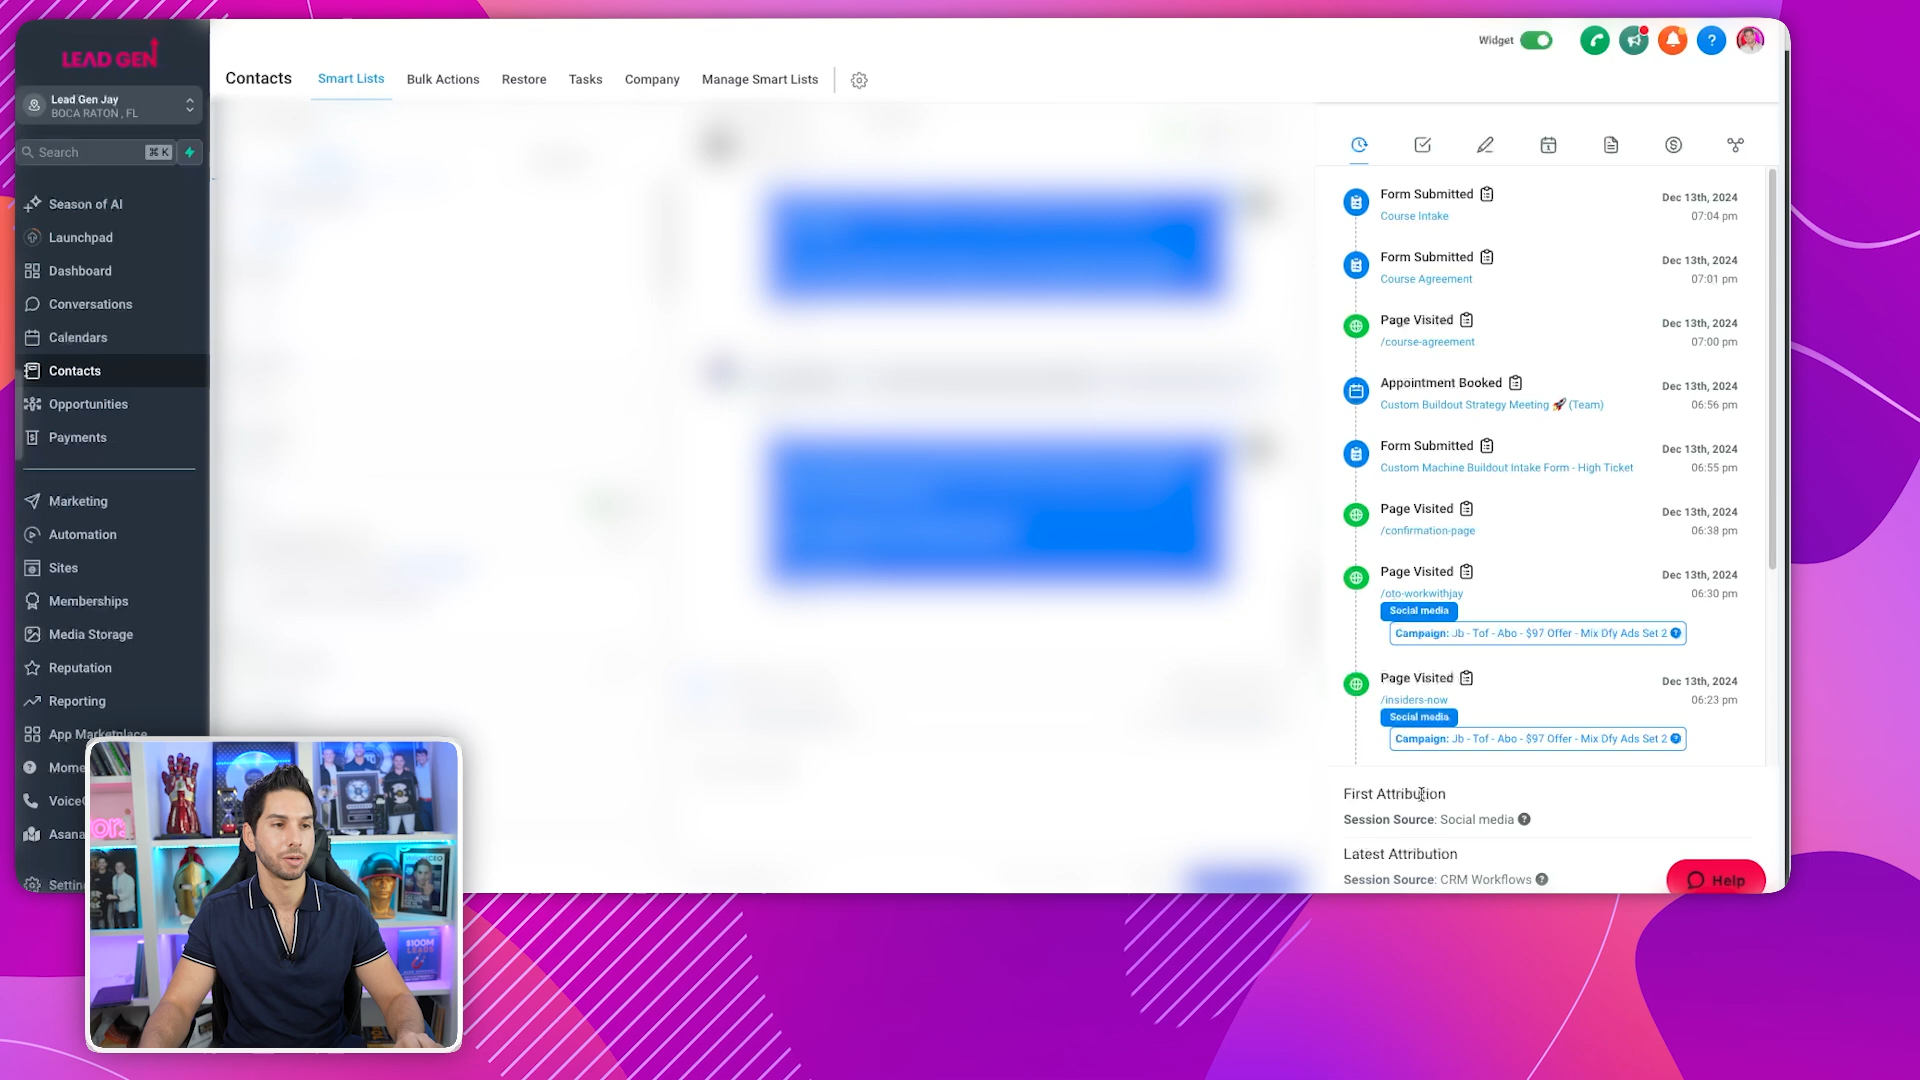 LEAD GEN
Lead Gen Jay
BOCA RATON , FL
Search
⌘ K
Season of AI
Launchpad
Dashboard
Conversations
Calendars
Contacts
Opportunities
Payments
Marketing
Automation
Sites
Memberships
Media Storage
Reputation
Reporting
App Marketplace
Mome
Voice
Asana
Settin
Contacts
Smart Lists
Bulk Actions
Restore
Tasks
Company
Manage Smart Lists
Widget
Form Submitted
Dec 13th, 2024
Course Intake
07:04 pm
Form Submitted
Dec 13th, 2024
Course Agreement
07:01 pm
Page Visited
Dec 13th, 2024
/course-agreement
07:00 pm
Appointment Booked
Dec 13th, 2024
Custom Buildout Strategy Meeting 🚀 (Team)
06:56 pm
Form Submitted
Dec 13th, 2024
Custom Machine Buildout Intake Form - High Ticket
06:55 pm
Page Visited
Dec 13th, 2024
/confirmation-page
06:38 pm
Page Visited
Dec 13th, 2024
/oto-workwithjay
06:30 pm
Social media
Campaign: Jb - Tof - Abo - $97 Offer - Mix Dfy Ads Set 2
Page Visited
Dec 13th, 2024
/insiders-now
06:23 pm
Social media
Campaign: Jb - Tof - Abo - $97 Offer - Mix Dfy Ads Set 2
First Attribution
Session Source: Social media
Latest Attribution
Session Source: CRM Workflows
Help
$100M
LEADS